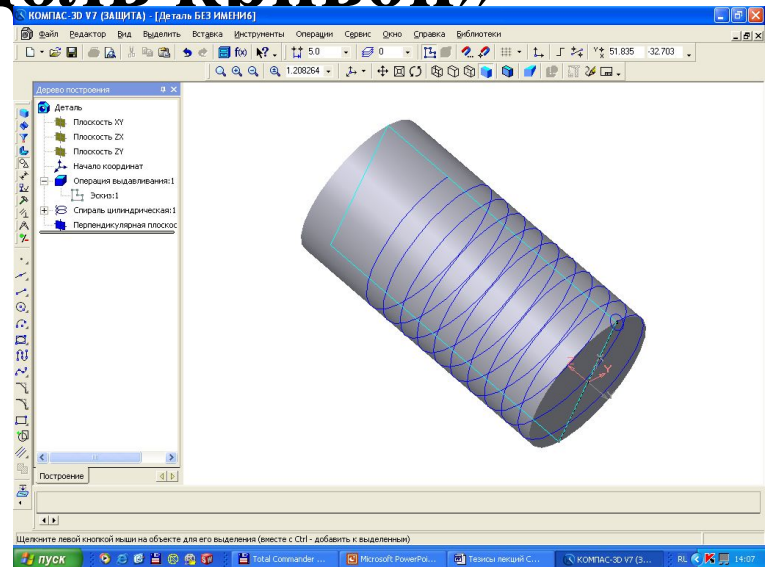 КОМПАС-3D V7 (ЗАЩИТА) - [Деталь БЕЗ ИМЕНИ6]
Файл Редактор Вид Выделить Вставка Инструменты Операции Сервис Окно Справка Библиотеки
f(x) 5.0 0 51.835 -32.703
1.208264
Дерево построения
Деталь
Плоскость XY
Плоскость ZX
Плоскость ZY
Начало координат
Операция выдавливания:1
Эскиз:1
Спираль цилиндрическая:1
Перпендикулярная плоскос
Y
Построение
Щелкните левой кнопкой мыши на объекте для его выделения (вместе с Ctrl - добавить к выделенным)
пуск Total Commander ... Microsoft PowerPoi... Тезисы лекций С... КОМПАС-3D V7 (З... RL 14:07